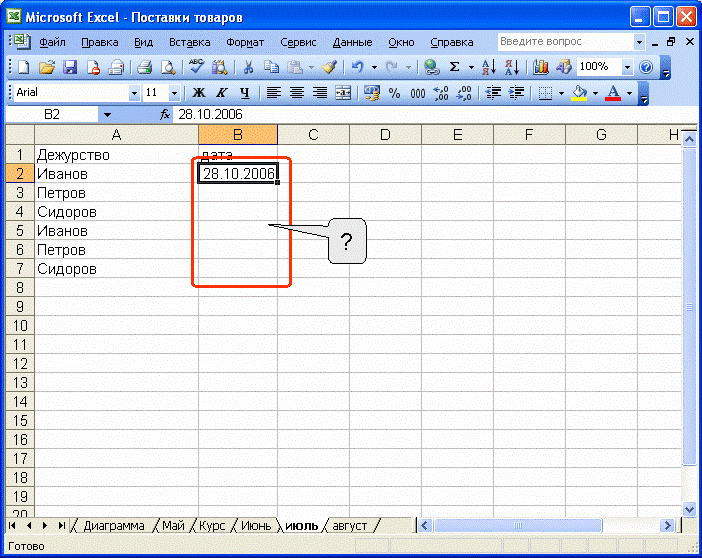 Microsoft Excel - Поставки товаров
Файл Правка Вид Вставка Формат Сервис Данные Окно Справка Введите вопрос
100%
Arial 11 Ж К Ч % 000
B2 fx 28.10.2006
A B C D E F G H
1 Дежурство дата
2 Иванов 28.10.2006
3 Петров
4 Сидоров
5 Иванов
?
6 Петров
7 Сидоров
8
9
10
11
12
13
14
15
16
17
18
19
20
Диаграмма Май Курс Июнь июль август
Готово